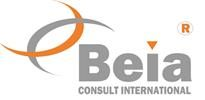 Beia ®
CONSULT INTERNATIONAL